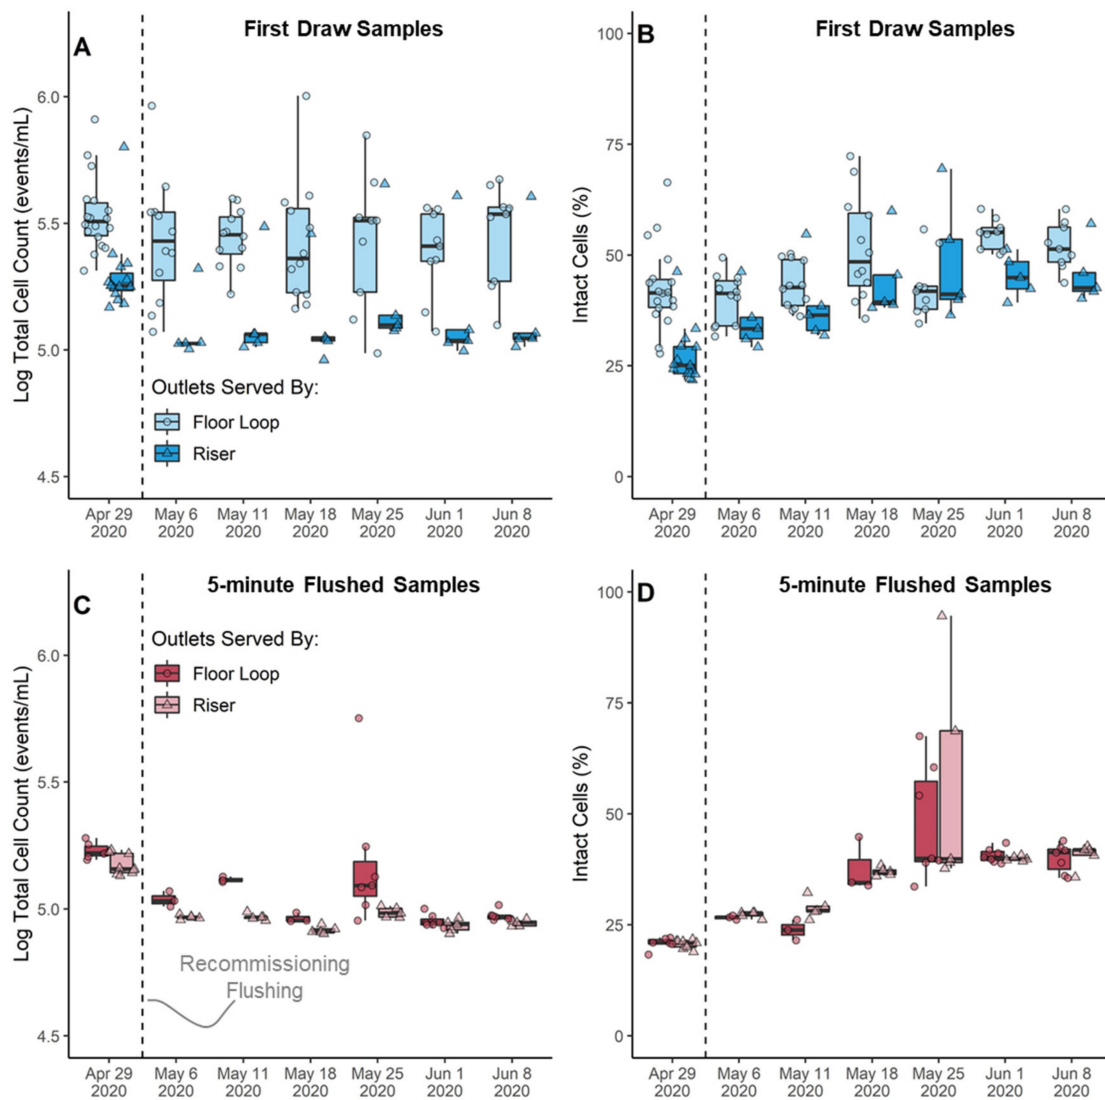 A
First Draw Samples
Log Total Cell Count (events/mL)
6.0
5.5
5.0
4.5
Outlets Served By:
Floor Loop
Riser
Apr 29 May 6 May 11 May 18 May 25 Jun 1 Jun 8
2020 2020 2020 2020 2020 2020 2020
B
First Draw Samples
Intact Cells (%)
100
75
50
25
0
Apr 29 May 6 May 11 May 18 May 25 Jun 1 Jun 8
2020 2020 2020 2020 2020 2020 2020
C
5-minute Flushed Samples
Log Total Cell Count (events/mL)
6.0
5.5
5.0
4.5
Outlets Served By:
Floor Loop
Riser
Recommissioning
Flushing
Apr 29 May 6 May 11 May 18 May 25 Jun 1 Jun 8
2020 2020 2020 2020 2020 2020 2020
D
5-minute Flushed Samples
Intact Cells (%)
100
75
50
25
0
Apr 29 May 6 May 11 May 18 May 25 Jun 1 Jun 8
2020 2020 2020 2020 2020 2020 2020